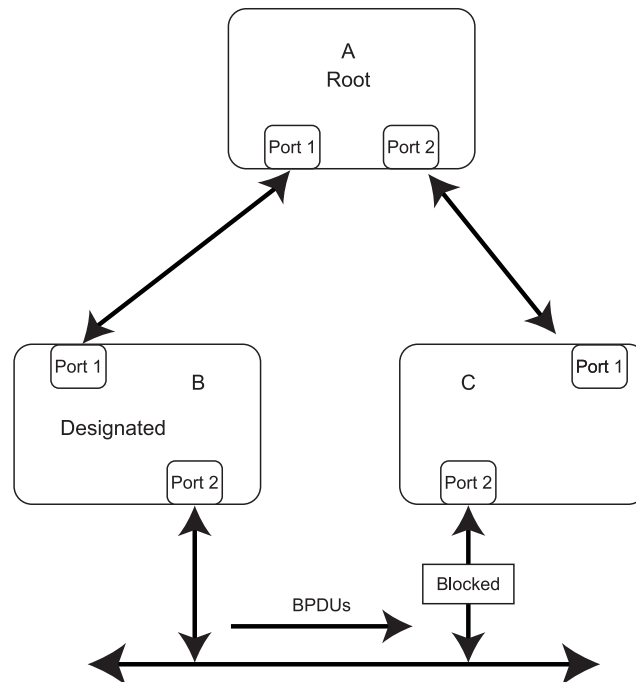 A
Root
Port 1
Port 2
Port 1
B
Designated
Port 2
C
Port 1
Port 2
Blocked
BPDUs